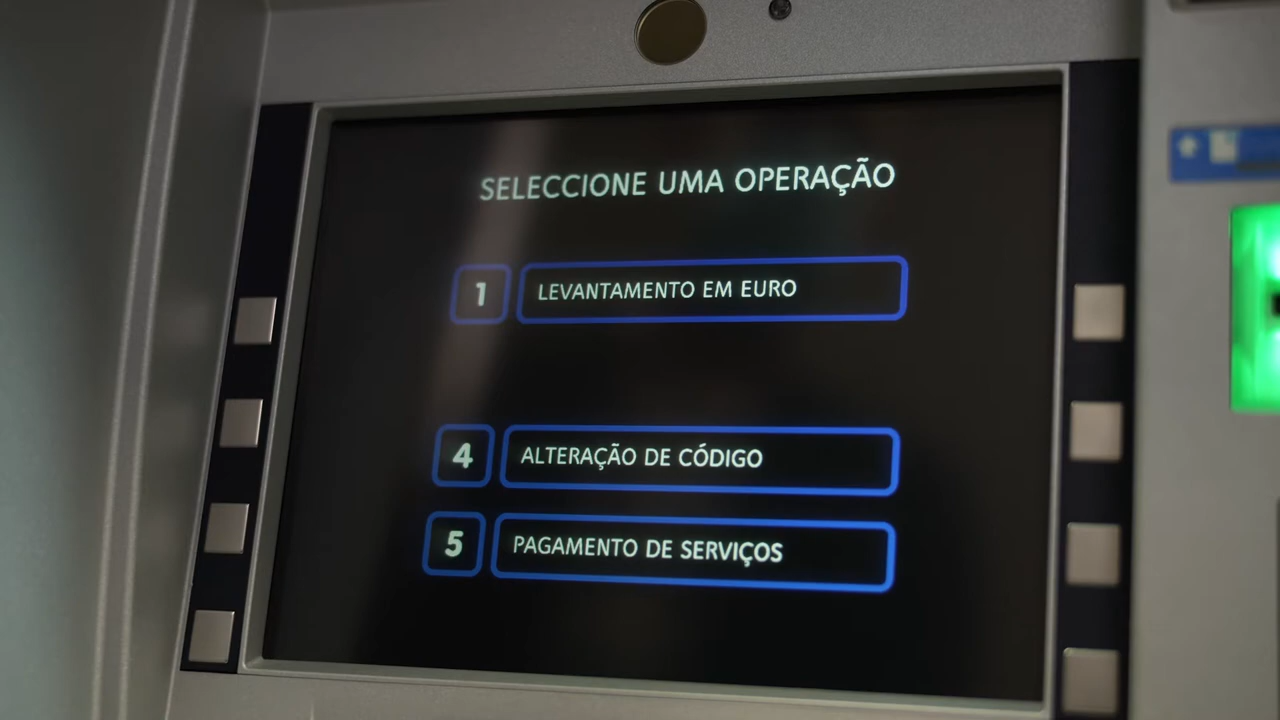 SELECCIONE UMA OPERAÇÃO
1 LEVANTAMENTO EM EURO
4 ALTERAÇÃO DE CÓDIGO
5 PAGAMENTO DE SERVIÇOS